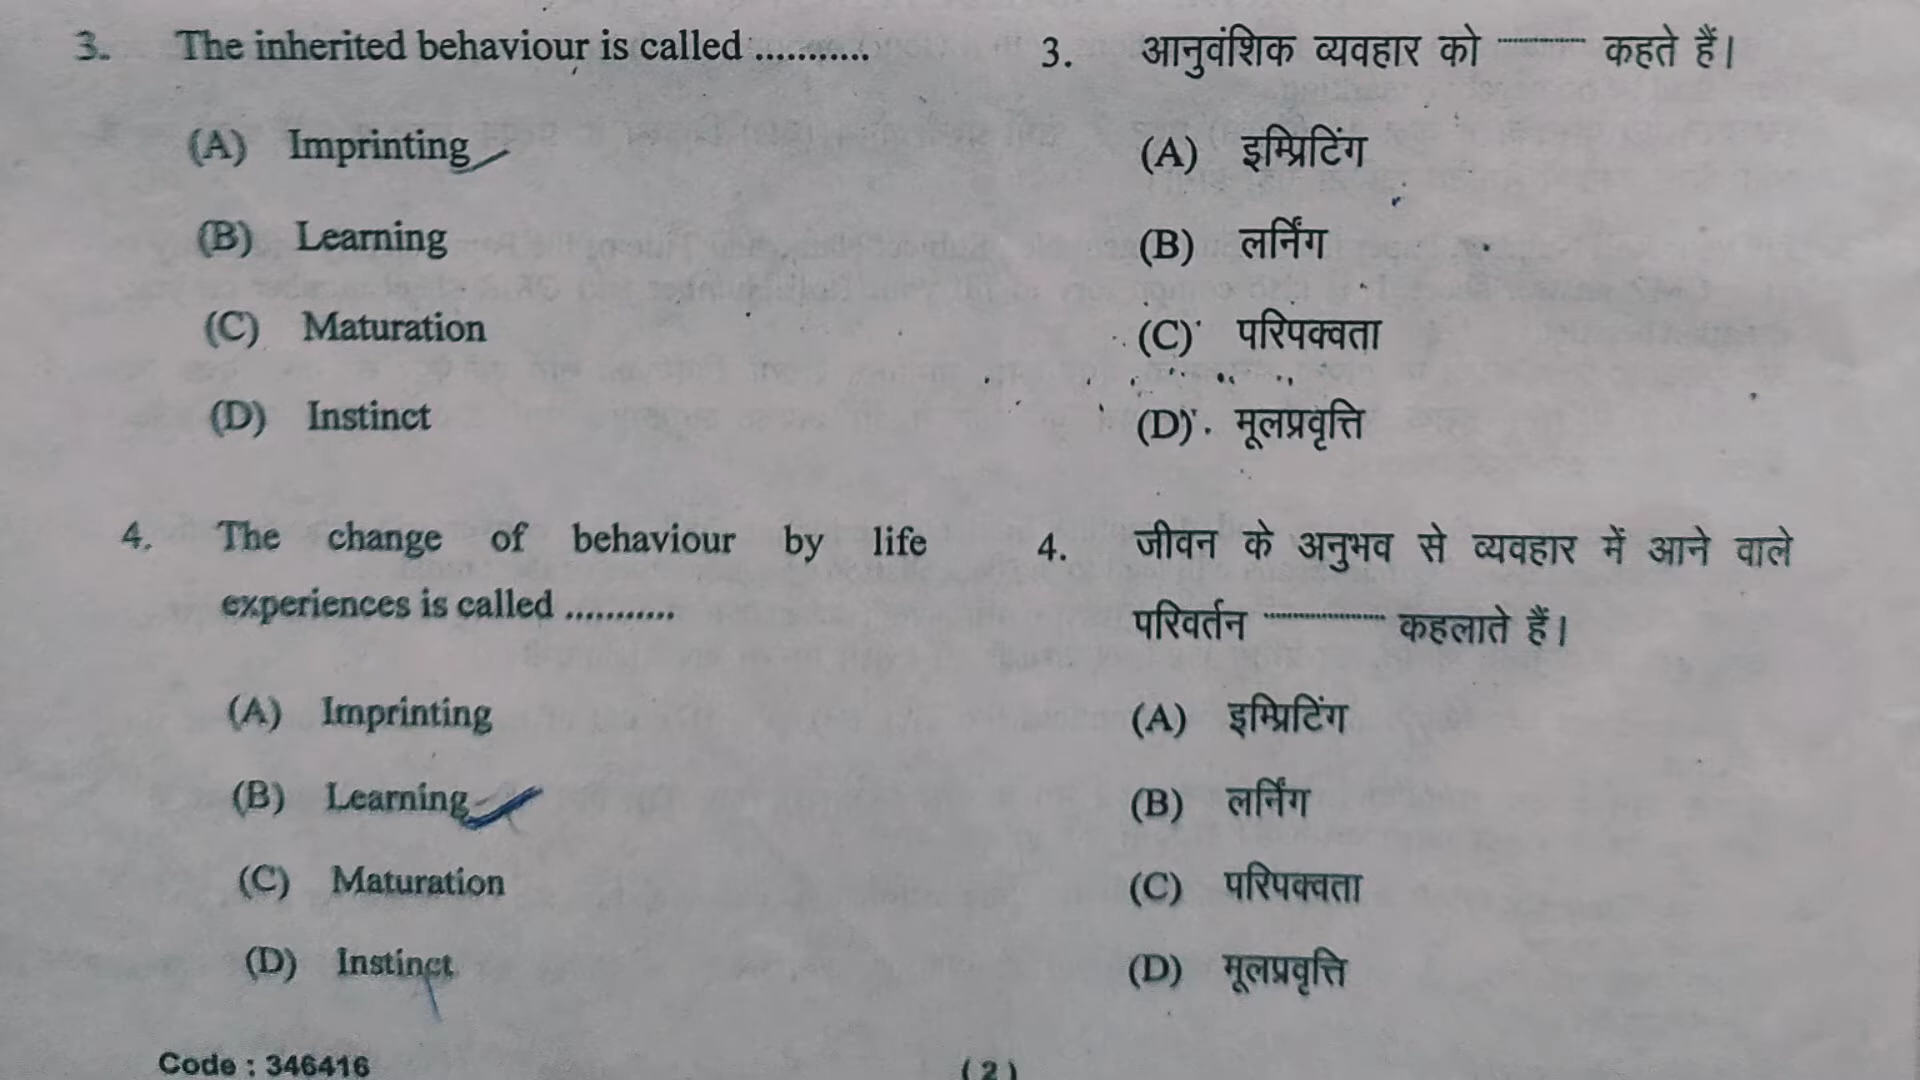 3. The inherited behaviour is called ...........
(A) Imprinting
(B) Learning
(C) Maturation
(D) Instinct
4. The change of behaviour by life
experiences is called ...........
(A) Imprinting
(B) Learning
(C) Maturation
(D) Instinct
3. आनुवंशिक व्यवहार को ........... कहते हैं।
(A) इम्प्रिटिंग
(B) लर्निंग
(C) परिपक्वता
(D) मूलप्रवृत्ति
4. जीवन के अनुभव से व्यवहार में आने वाले
परिवर्तन ........... कहलाते हैं।
(A) इम्प्रिटिंग
(B) लर्निंग
(C) परिपक्वता
(D) मूलप्रवृत्ति
Code : 346416
(2)